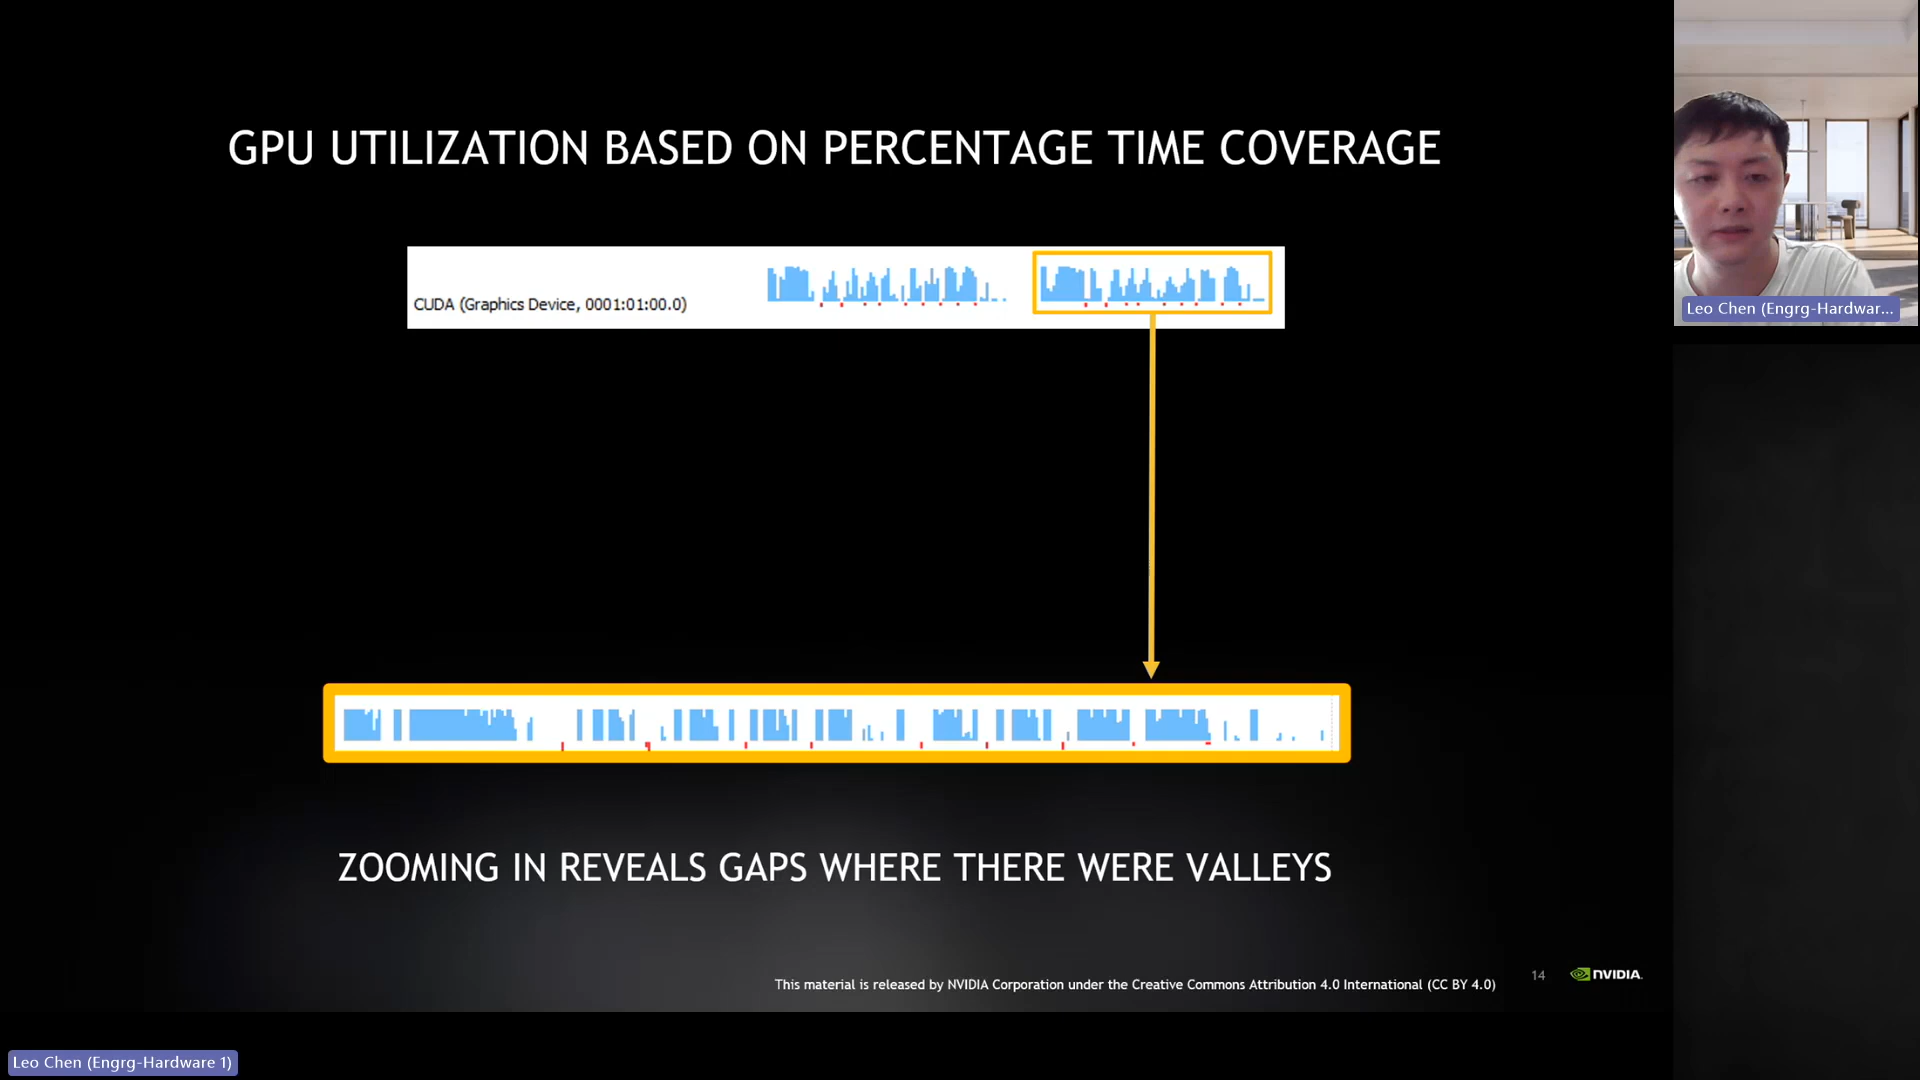 GPU UTILIZATION BASED ON PERCENTAGE TIME COVERAGE
CUDA (Graphics Device, 0001:01:00.0)
Leo Chen (Engrg-Hardwar...
ZOOMING IN REVEALS GAPS WHERE THERE WERE VALLEYS
This material is released by NVIDIA Corporation under the Creative Commons Attribution 4.0 International (CC BY 4.0)
14
NVIDIA.
Leo Chen (Engrg-Hardware 1)